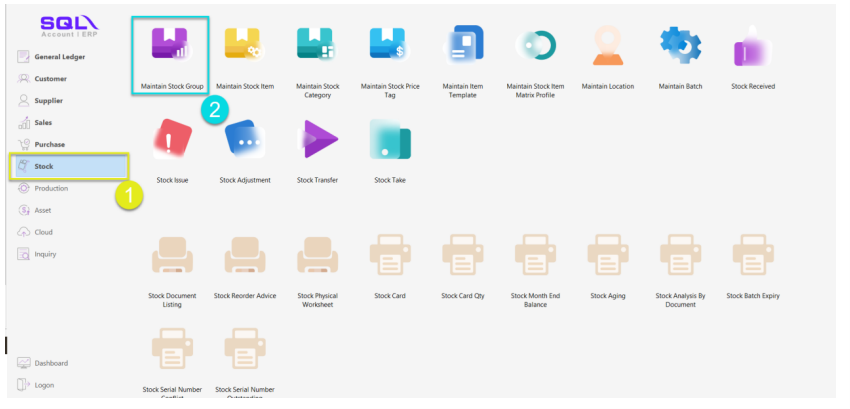 SQL
Account | ERP
General Ledger
Customer
Supplier
Sales
Purchase
Stock
Production
Asset
Cloud
Inquiry
Dashboard
Logon
1
Maintain Stock Group
Maintain Stock Item
Maintain Stock
Category
Maintain Stock Price
Tag
Maintain Item
Template
Maintain Stock Item
Matrix Profile
Maintain Location
Maintain Batch
Stock Received
2
Stock Issue
Stock Adjustment
Stock Transfer
Stock Take
Stock Document
Listing
Stock Reorder Advice
Stock Physical
Worksheet
Stock Card
Stock Card Qty
Stock Month End
Balance
Stock Aging
Stock Analysis By
Document
Stock Batch Expiry
Stock Serial Number
Conflict
Stock Serial Number
Outstanding